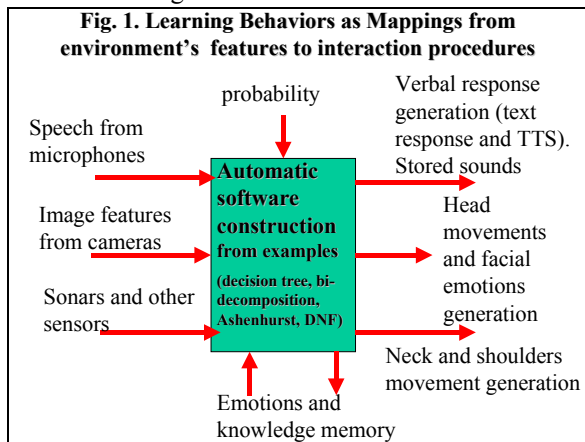 Fig. 1. Learning Behaviors as Mappings from
environment's features to interaction procedures
probability
Speech from
microphones
Image features
from cameras
Sonars and other
sensors
Automatic
software
construction
from examples
(decision tree, bi-
decomposition,
Ashenhurst, DNF)
Verbal response
generation (text
response and TTS).
Stored sounds
Head
movements
and facial
emotions
generation
Neck and shoulders
movement generation
Emotions and
knowledge memory